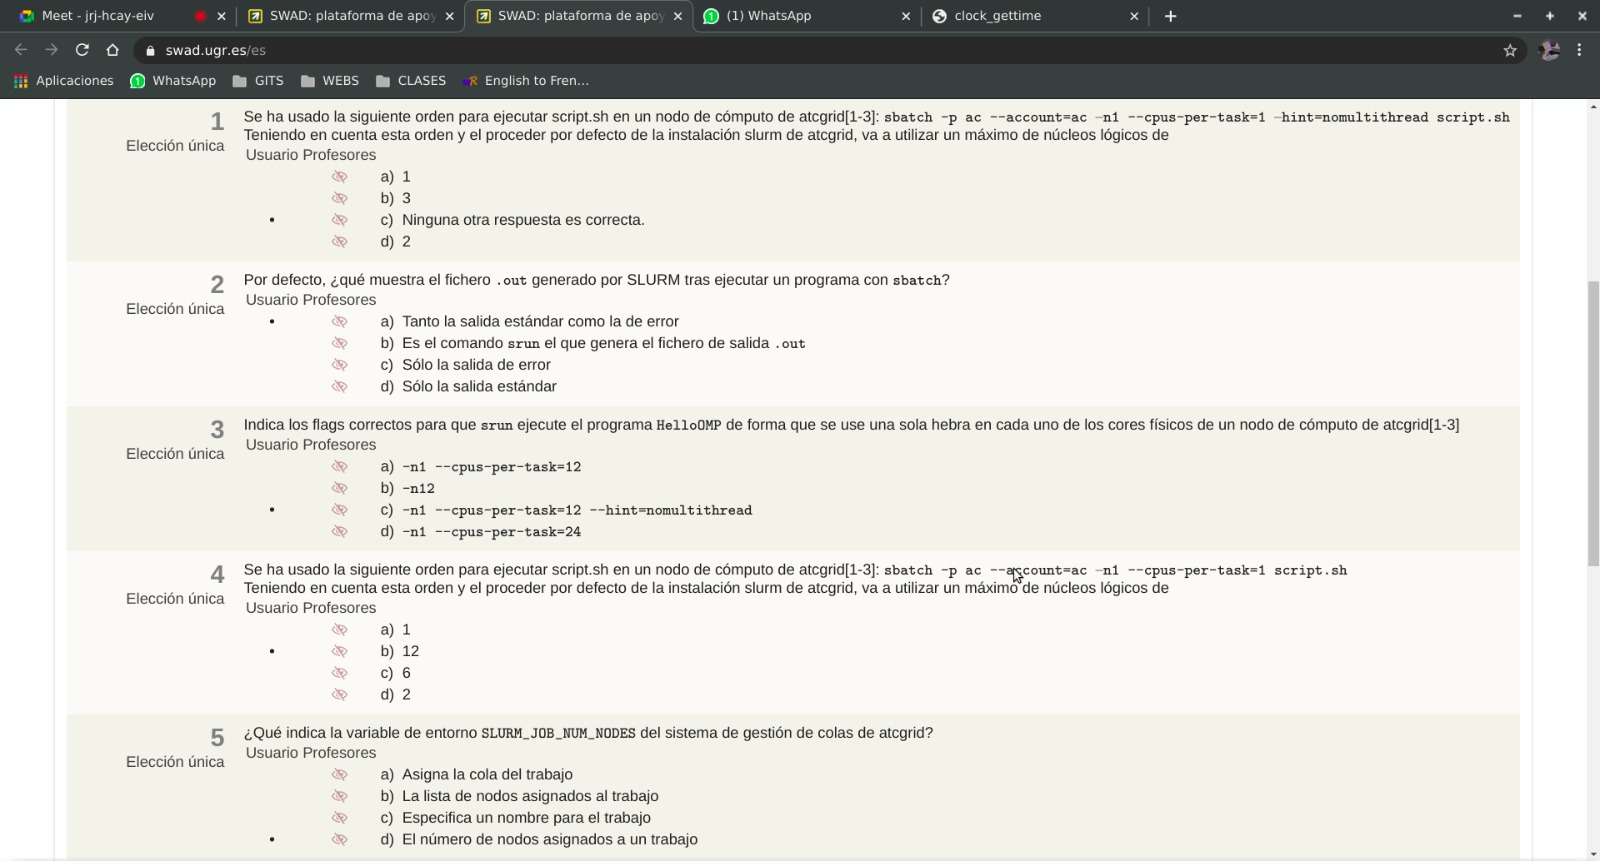 Meet - jrj-hcay-eiv
SWAD: plataforma de apoy
SWAD: plataforma de apoy
(1) WhatsApp
clock_gettime
swad.ugr.es/es
Aplicaciones
WhatsApp
GITS
WEBS
CLASES
English to Fren...
1
Elección única
Se ha usado la siguiente orden para ejecutar script.sh en un nodo de cómputo de atcgrid[1-3]: sbatch -p ac --account=ac –n1 --cpus-per-task=1 –hint=nomultithread script.sh
Teniendo en cuenta esta orden y el proceder por defecto de la instalación slurm de atcgrid, va a utilizar un máximo de núcleos lógicos de
Usuario Profesores
a) 1
b) 3
• c) Ninguna otra respuesta es correcta.
d) 2
2
Elección única
Por defecto, ¿qué muestra el fichero .out generado por SLURM tras ejecutar un programa con sbatch?
Usuario Profesores
• a) Tanto la salida estándar como la de error
b) Es el comando srun el que genera el fichero de salida .out
c) Sólo la salida de error
d) Sólo la salida estándar
3
Elección única
Indica los flags correctos para que srun ejecute el programa HelloOMP de forma que se use una sola hebra en cada uno de los cores físicos de un nodo de cómputo de atcgrid[1-3]
Usuario Profesores
a) -n1 --cpus-per-task=12
b) -n12
• c) -n1 --cpus-per-task=12 --hint=nomultithread
d) -n1 --cpus-per-task=24
4
Elección única
Se ha usado la siguiente orden para ejecutar script.sh en un nodo de cómputo de atcgrid[1-3]: sbatch -p ac --account=ac –n1 --cpus-per-task=1 script.sh
Teniendo en cuenta esta orden y el proceder por defecto de la instalación slurm de atcgrid, va a utilizar un máximo de núcleos lógicos de
Usuario Profesores
a) 1
• b) 12
c) 6
d) 2
5
Elección única
¿Qué indica la variable de entorno SLURM_JOB_NUM_NODES del sistema de gestión de colas de atcgrid?
Usuario Profesores
a) Asigna la cola del trabajo
b) La lista de nodos asignados al trabajo
c) Especifica un nombre para el trabajo
• d) El número de nodos asignados a un trabajo